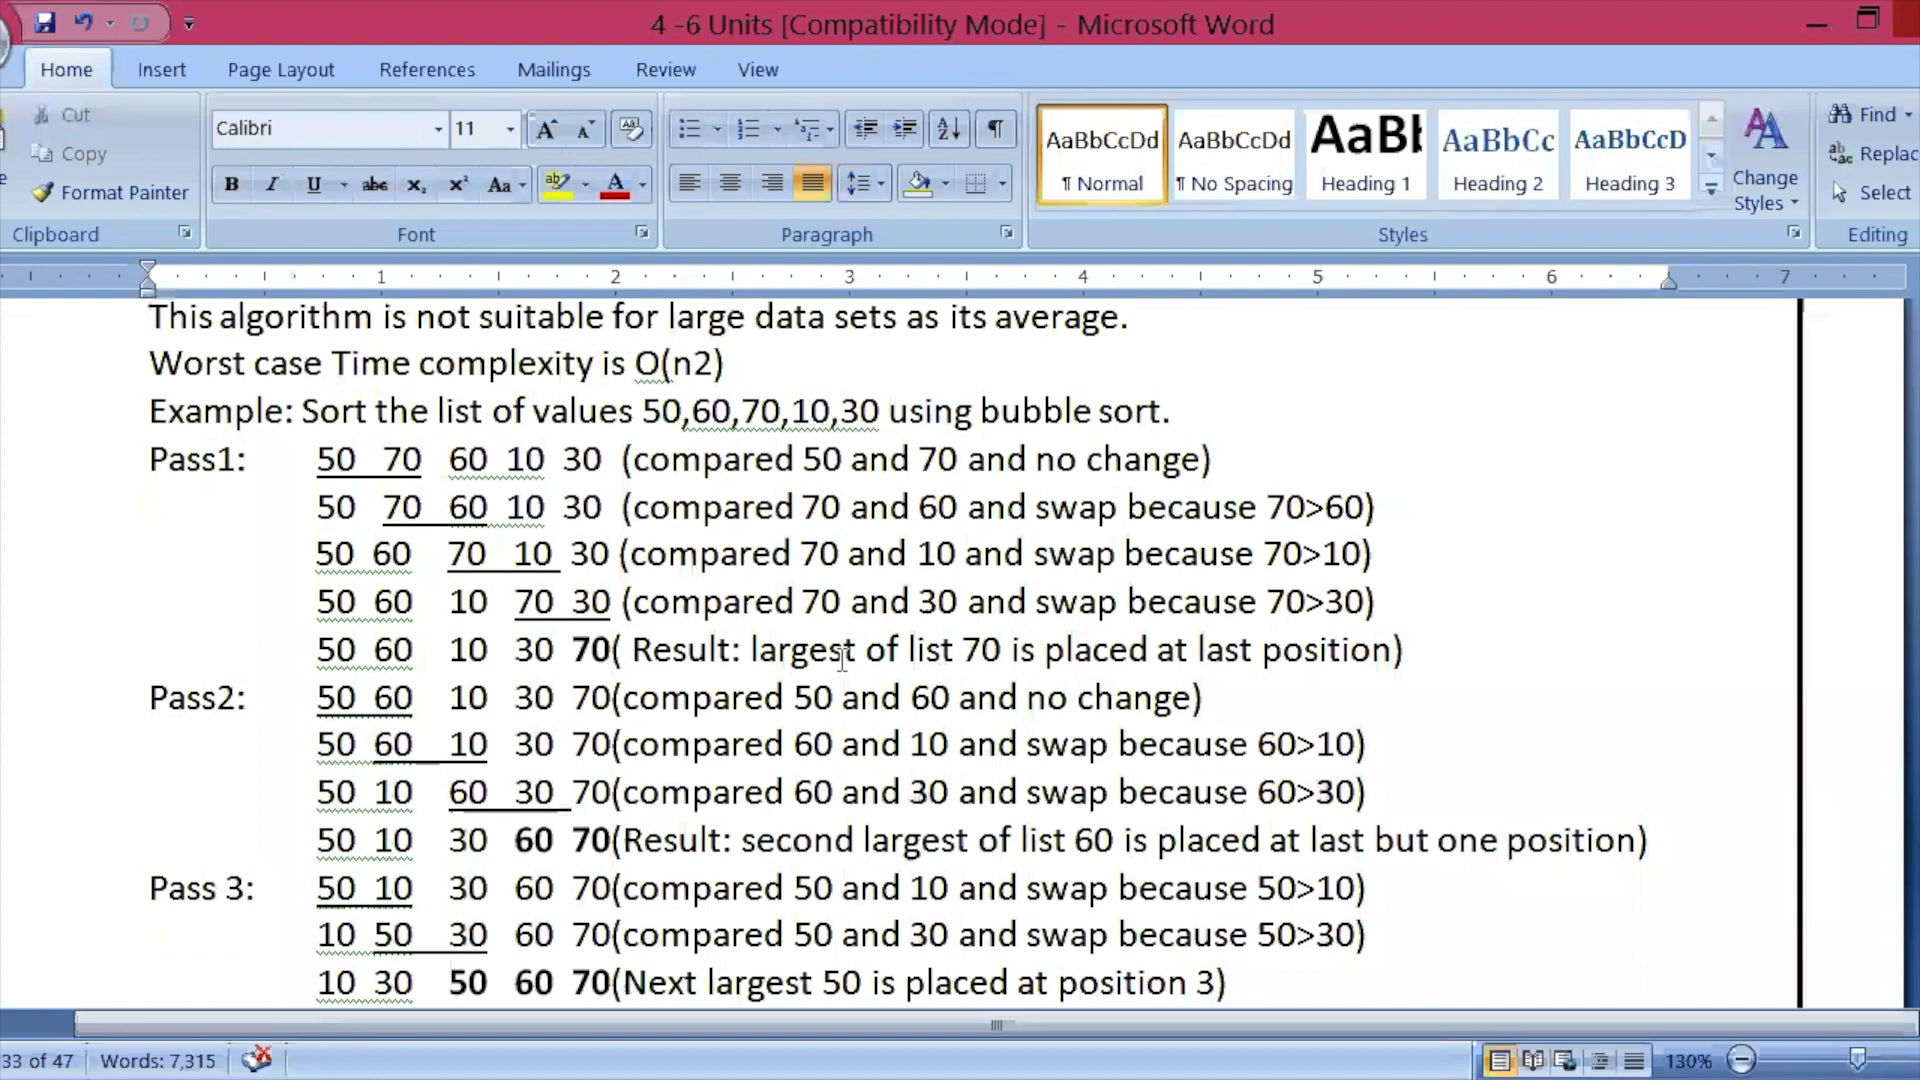 4 -6 Units [Compatibility Mode] - Microsoft Word
Home Insert Page Layout References Mailings Review View
Cut
Copy
Format Painter
Clipboard
Calibri 11
B I U abc X₂ X² Aa
Font
Paragraph
AaBbCcDd AaBbCcDd AaBb AaBbCc AaBbCcD
¶ Normal ¶ No Spacing Heading 1 Heading 2 Heading 3
Change
Styles
Styles
Find
Replac
Select
Editing
1 2 3 4 5 6 7
This algorithm is not suitable for large data sets as its average.
Worst case Time complexity is O(n2)
Example: Sort the list of values 50,60,70,10,30 using bubble sort.
Pass1: 50 70 60 10 30 (compared 50 and 70 and no change)
50 70 60 10 30 (compared 70 and 60 and swap because 70>60)
50 60 70 10 30 (compared 70 and 10 and swap because 70>10)
50 60 10 70 30 (compared 70 and 30 and swap because 70>30)
50 60 10 30 70( Result: largest of list 70 is placed at last position)
Pass2: 50 60 10 30 70(compared 50 and 60 and no change)
50 60 10 30 70(compared 60 and 10 and swap because 60>10)
50 10 60 30 70(compared 60 and 30 and swap because 60>30)
50 10 30 60 70(Result: second largest of list 60 is placed at last but one position)
Pass 3: 50 10 30 60 70(compared 50 and 10 and swap because 50>10)
10 50 30 60 70(compared 50 and 30 and swap because 50>30)
10 30 50 60 70(Next largest 50 is placed at position 3)
33 of 47 Words: 7,315 130%